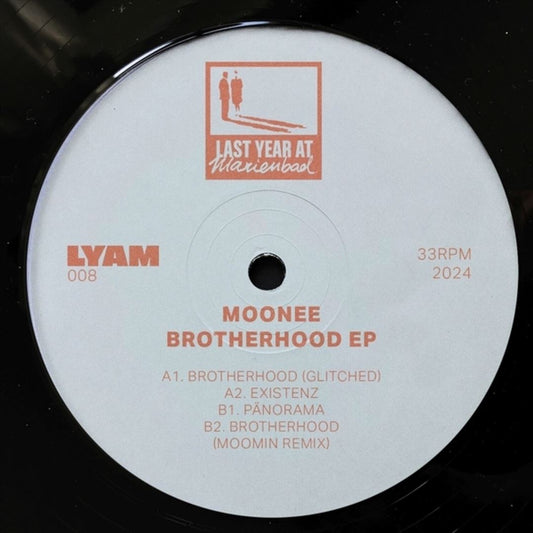 LAST YEAR AT
Marienbad
LYAM
008
33RPM
2024
MOONEE
BROTHERHOOD EP
A1. BROTHERHOOD (GLITCHED)
A2. EXISTENZ
B1. PÄNORAMA
B2. BROTHERHOOD
(MOOMIN REMIX)